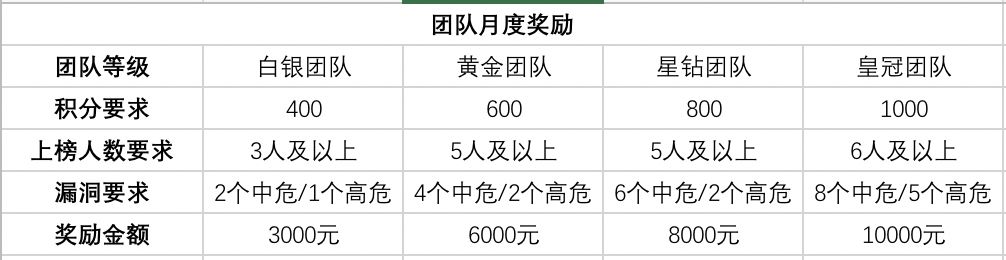 团队月度奖励
团队等级 白银团队 黄金团队 星钻团队 皇冠团队
积分要求 400 600 800 1000
上榜人数要求 3人及以上 5人及以上 5人及以上 6人及以上
漏洞要求 2个中危/1个高危 4个中危/2个高危 6个中危/2个高危 8个中危/5个高危
奖励金额 3000元 6000元 8000元 10000元